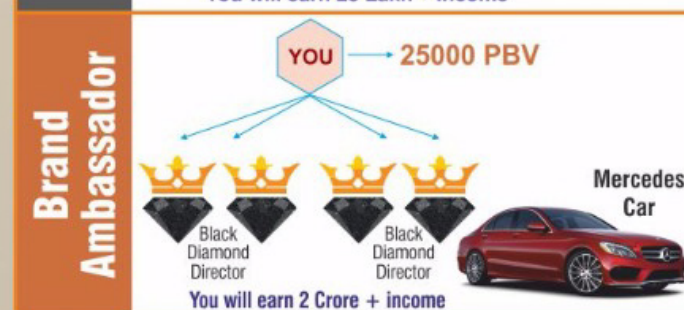 Brand
Ambassador
YOU
25000 PBV
Black
Diamond
Director
Black
Diamond
Director
Mercedes
Car
You will earn 2 Crore + income